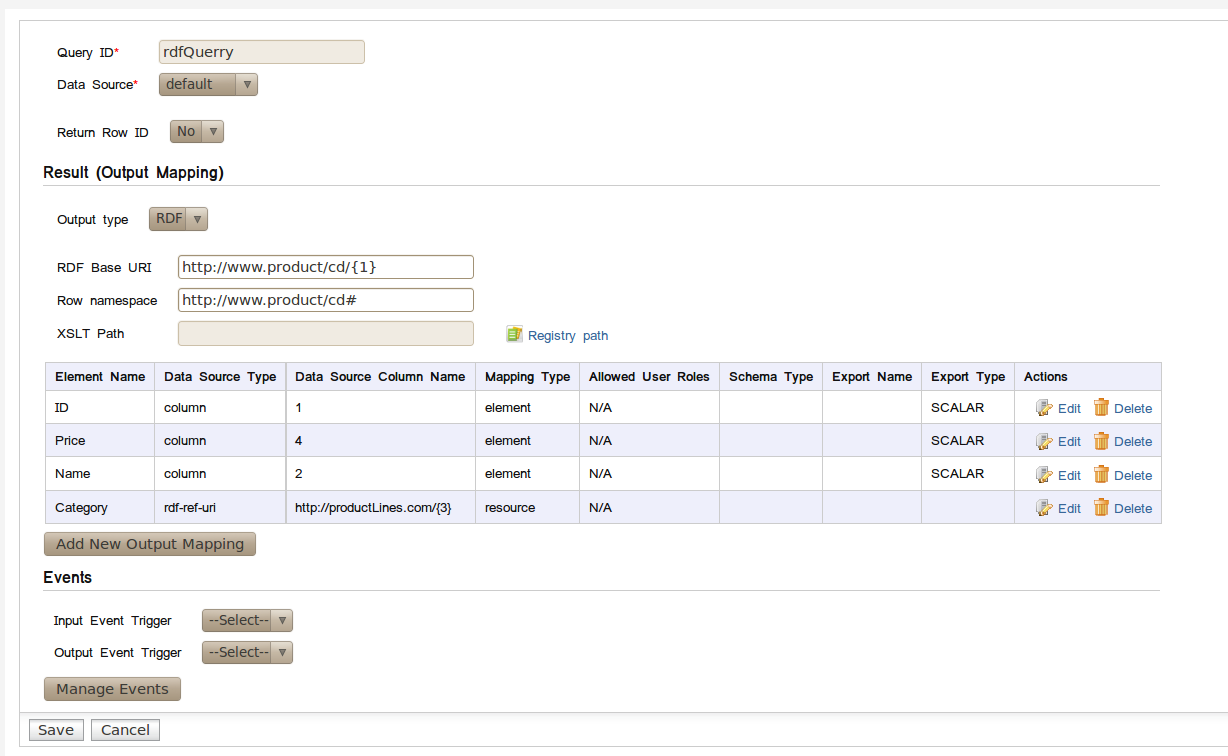 Query ID* rdfQuerry
Data Source* default
Return Row ID No
Result (Output Mapping)
Output type RDF
RDF Base URI http://www.product/cd/{1}
Row namespace http://www.product/cd#
XSLT Path Registry path
Element Name Data Source Type Data Source Column Name Mapping Type Allowed User Roles Schema Type Export Name Export Type Actions
ID column 1 element N/A SCALAR Edit Delete
Price column 4 element N/A SCALAR Edit Delete
Name column 2 element N/A SCALAR Edit Delete
Category rdf-ref-uri http://productLines.com/{3} resource N/A Edit Delete
Add New Output Mapping
Events
Input Event Trigger --Select--
Output Event Trigger --Select--
Manage Events
Save Cancel